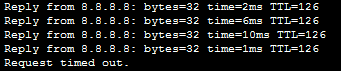 Reply from 8.8.8.8: bytes=32 time=2ms TTL=126
Reply from 8.8.8.8: bytes=32 time=6ms TTL=126
Reply from 8.8.8.8: bytes=32 time=10ms TTL=126
Reply from 8.8.8.8: bytes=32 time=1ms TTL=126
Request timed out.